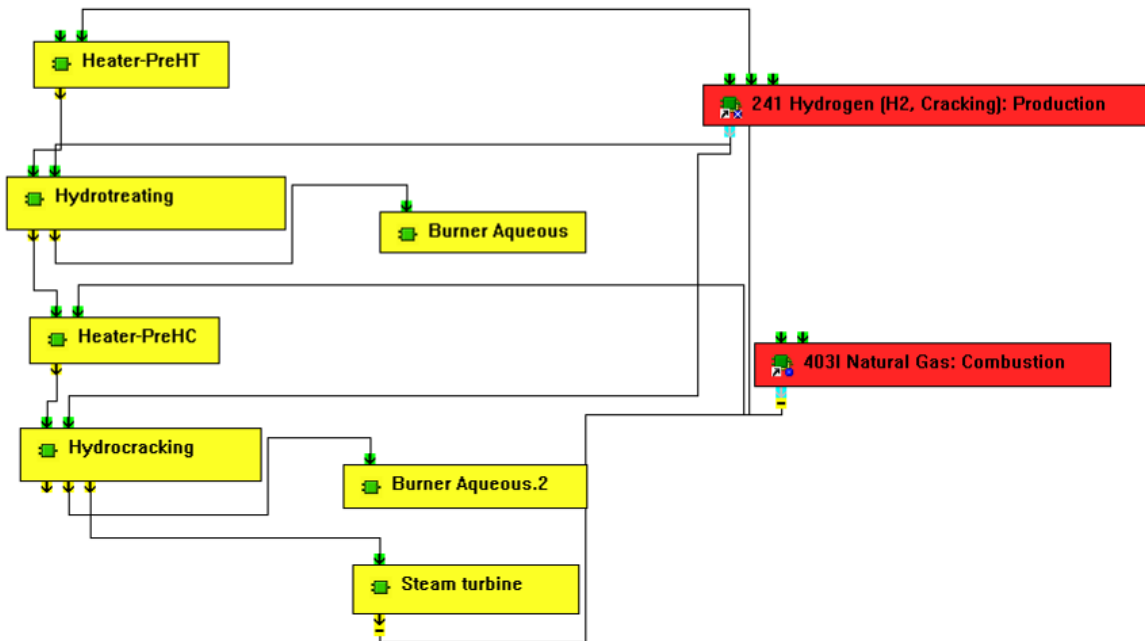 Heater-PreHT
241 Hydrogen (H2, Cracking): Production
Hydrotreating
Burner Aqueous
Heater-PreHC
403I Natural Gas: Combustion
Hydrocracking
Burner Aqueous.2
Steam turbine